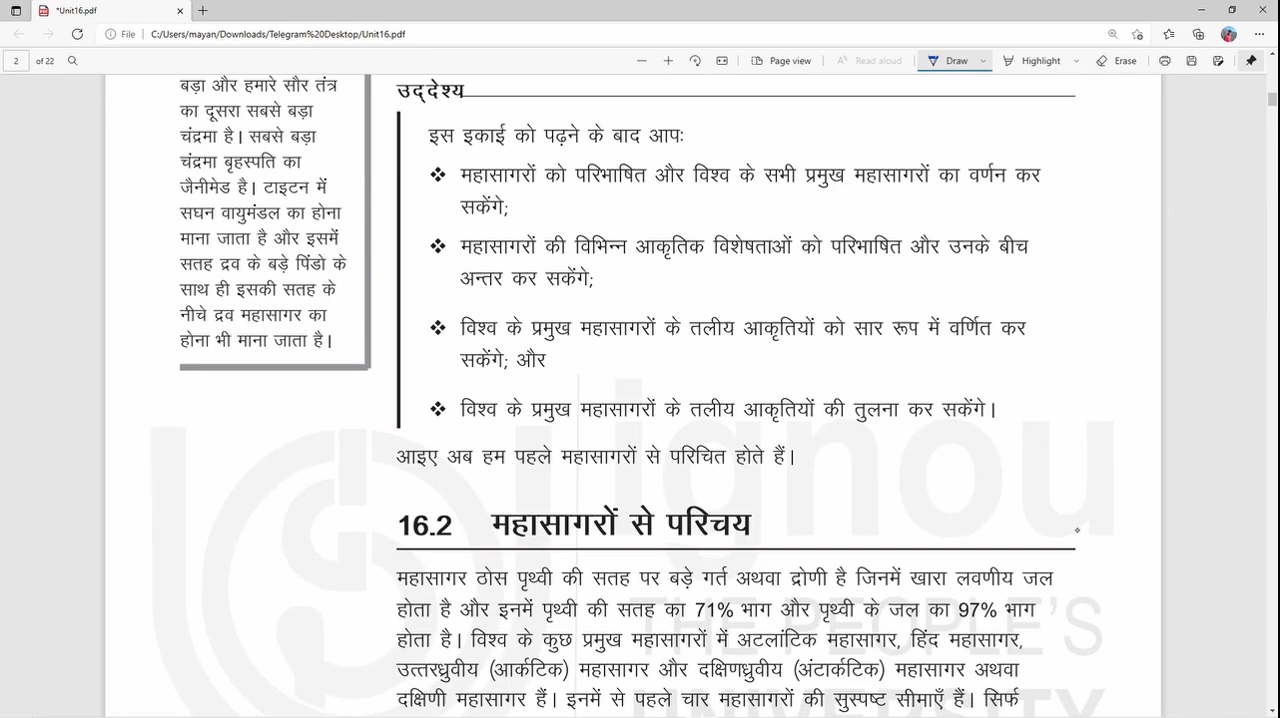 *Unit16.pdf
File
C:/Users/mayan/Downloads/Telegram%20Desktop/Unit16.pdf
2 of 22
Page view
Read aloud
Draw
Highlight
Erase
बड़ा और हमारे सौर तंत्र
का दूसरा सबसे बड़ा
चंद्रमा है। सबसे बड़ा
चंद्रमा बृहस्पति का
जैनीमेड है। टाइटन में
सघन वायुमंडल का होना
माना जाता है और इसमें
सतह द्रव के बड़े पिंडो के
साथ ही इसकी सतह के
नीचे द्रव महासागर का
होना भी माना जाता है।
उद्देश्य
इस इकाई को पढ़ने के बाद आपः
❖ महासागरों को परिभाषित और विश्व के सभी प्रमुख महासागरों का वर्णन कर
सकेंगे;
❖ महासागरों की विभिन्न आकृतिक विशेषताओं को परिभाषित और उनके बीच
अन्तर कर सकेंगे;
❖ विश्व के प्रमुख महासागरों के तलीय आकृतियों को सार रूप में वर्णित कर
सकेंगे; और
❖ विश्व के प्रमुख महासागरों के तलीय आकृतियों की तुलना कर सकेंगे।
आइए अब हम पहले महासागरों से परिचित होते हैं।
16.2 महासागरों से परिचय
महासागर ठोस पृथ्वी की सतह पर बड़े गर्त अथवा द्रोणी है जिनमें खारा लवणीय जल
होता है और इनमें पृथ्वी की सतह का 71% भाग और पृथ्वी के जल का 97% भाग
होता है। विश्व के कुछ प्रमुख महासागरों में अटलांटिक महासागर, हिंद महासागर,
उत्तरध्रुवीय (आर्कटिक) महासागर और दक्षिणध्रुवीय (अंटार्कटिक) महासागर अथवा
दक्षिणी महासागर हैं। इनमें से पहले चार महासागरों की सुस्पष्ट सीमाएँ हैं। सिर्फ
ignou
THE PEOPLE'S
UNIVERSITY